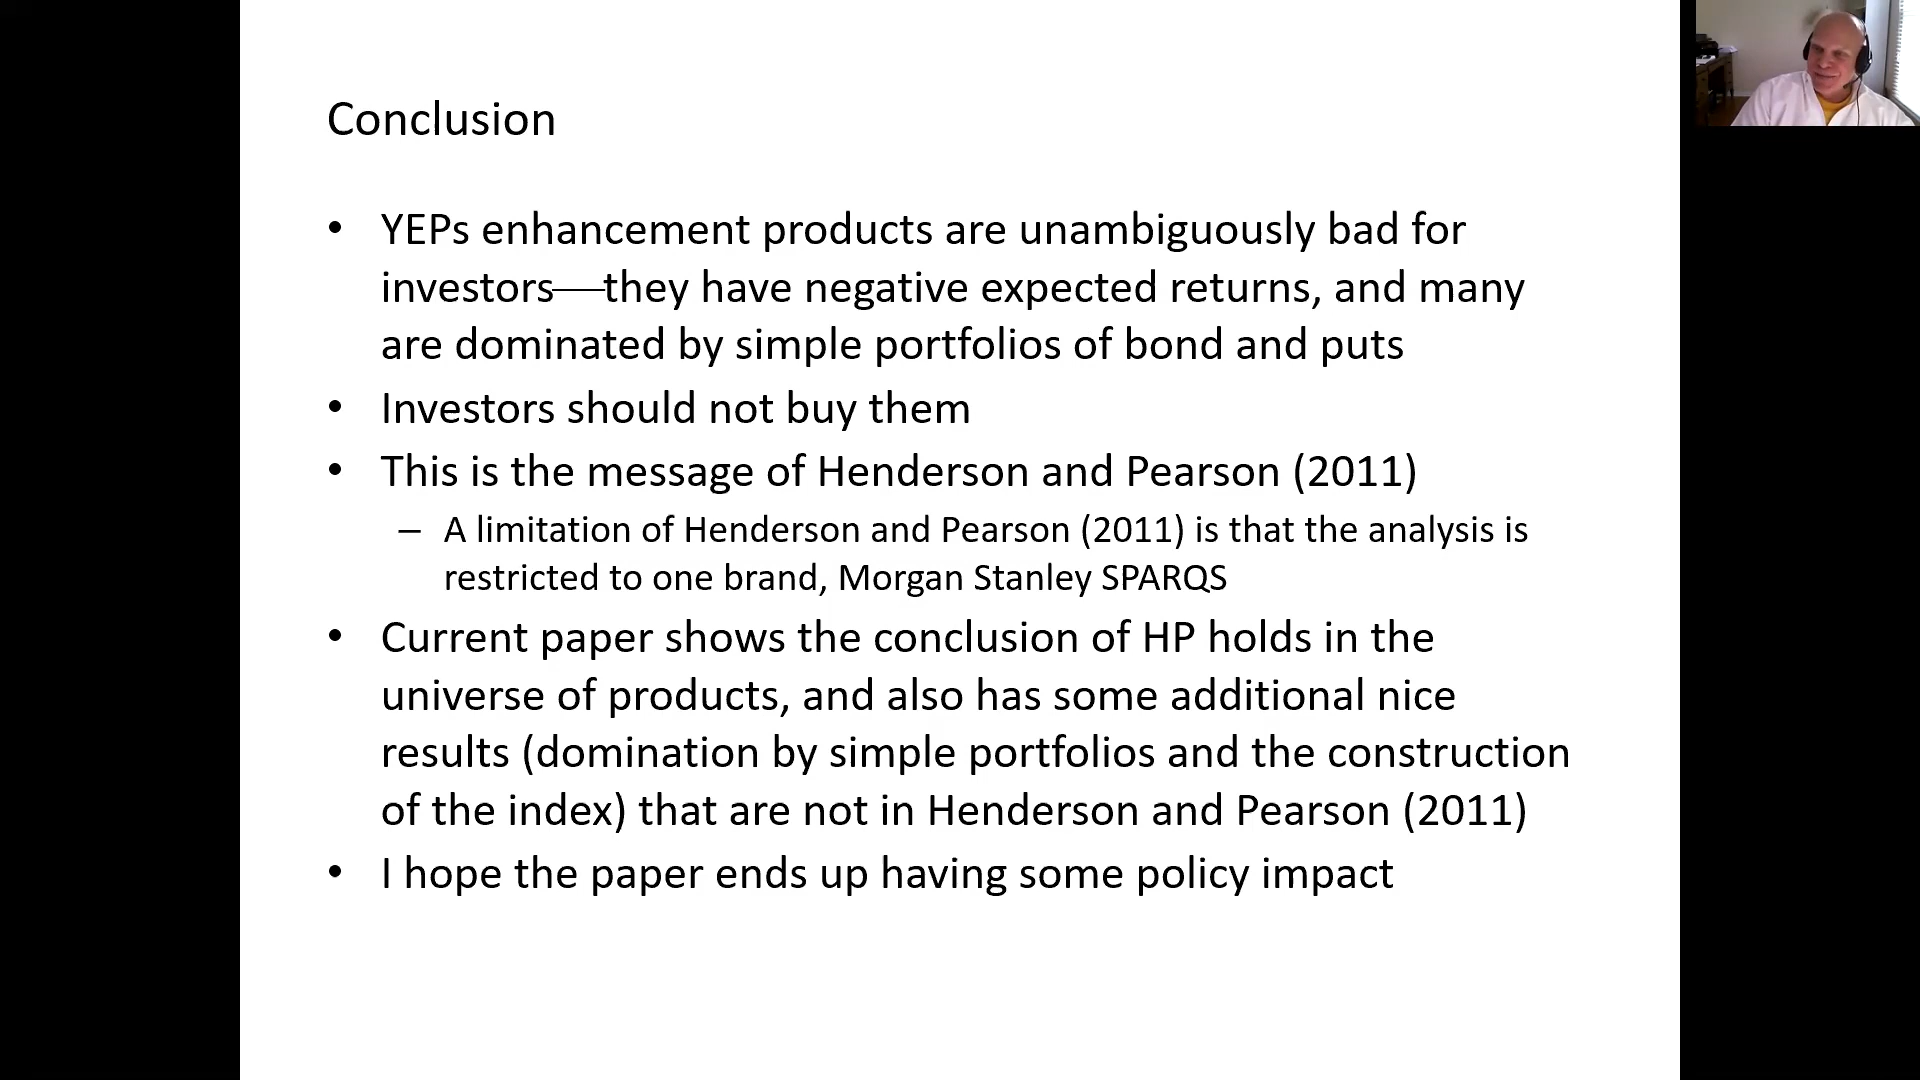 Conclusion
• YEPs enhancement products are unambiguously bad for
investors—they have negative expected returns, and many
are dominated by simple portfolios of bond and puts
• Investors should not buy them
• This is the message of Henderson and Pearson (2011)
– A limitation of Henderson and Pearson (2011) is that the analysis is
restricted to one brand, Morgan Stanley SPARQS
• Current paper shows the conclusion of HP holds in the
universe of products, and also has some additional nice
results (domination by simple portfolios and the construction
of the index) that are not in Henderson and Pearson (2011)
• I hope the paper ends up having some policy impact